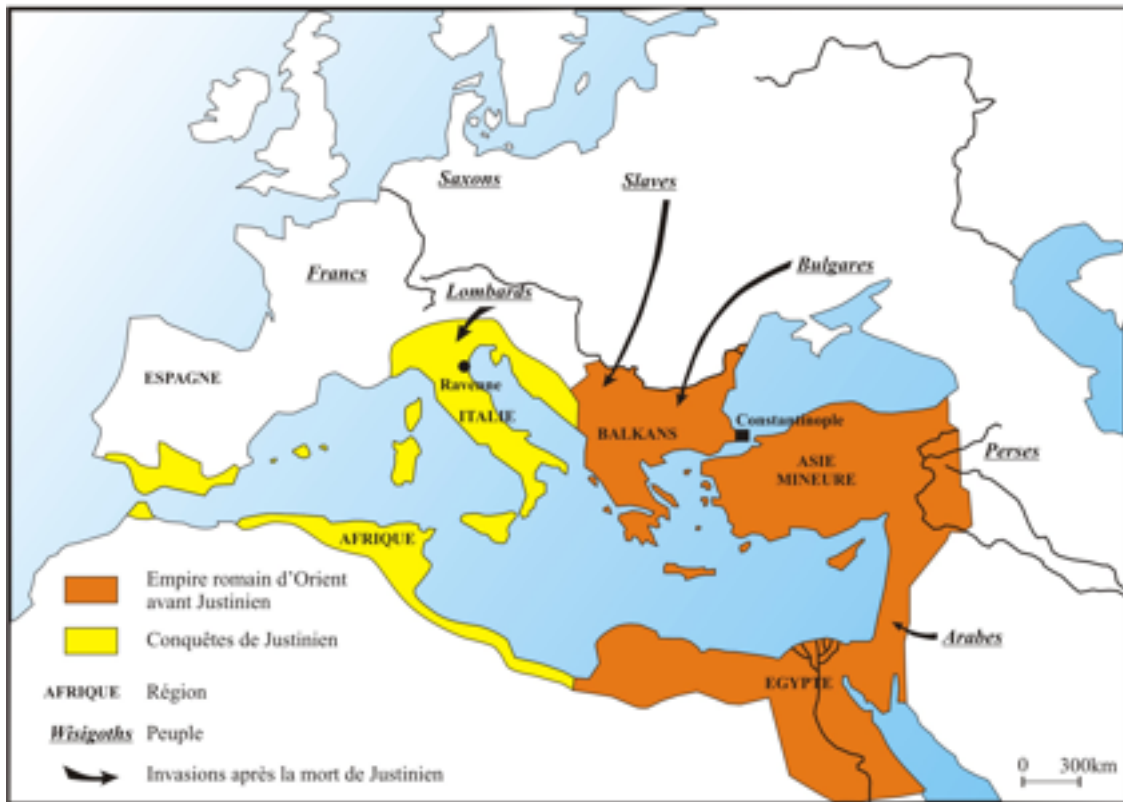 Saxons
Slaves
Francs
Lombards
Bulgares
ESPAGNE
Ravenne
ITALIE
BALKANS
Constantinople
ASIE
MINEURE
Perses
AFRIQUE
Arabes
EGYPTE
Empire romain d'Orient
avant Justinien
Conquêtes de Justinien
AFRIQUE Région
Wisigoths Peuple
Invasions après la mort de Justinien
0 300km